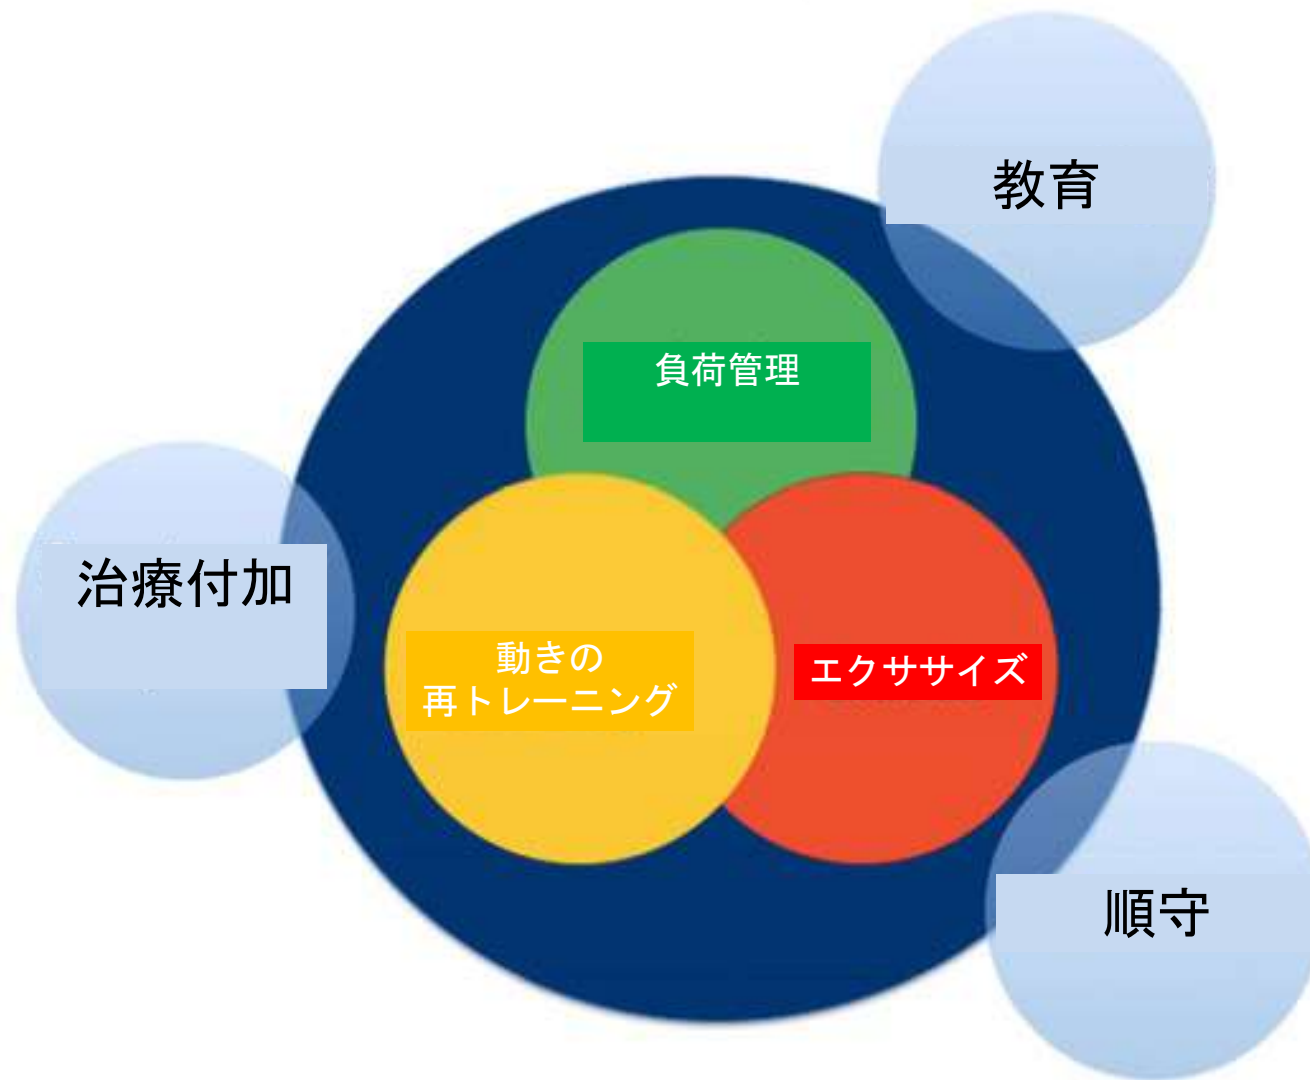 教育
負荷管理
治療付加
動きの
再トレーニング
エクササイズ
順守